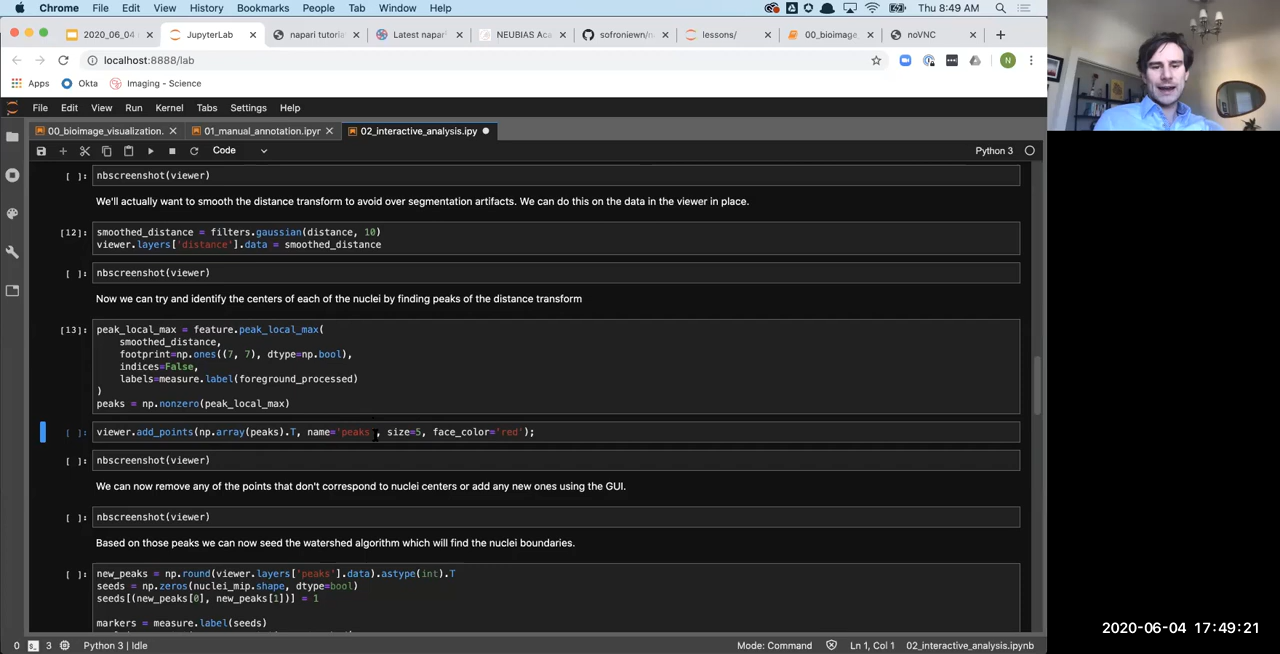 Chrome File Edit View History Bookmarks People Tab Window Help Thu 8:49 AM
2020_06_04 JupyterLab napari tutoria Latest napari NEUBIAS Aca sofroniewn/n lessons/ 00_bioimage_ noVNC
localhost:8888/lab N
Apps Okta Imaging - Science
File Edit View Run Kernel Tabs Settings Help
00_bioimage_visualization. 01_manual_annotation.ipyr 02_interactive_analysis.ipy
Code Python 3
[ ]: nbscreenshot(viewer)
We'll actually want to smooth the distance transform to avoid over segmentation artifacts. We can do this on the data in the viewer in place.
[12]: smoothed_distance = filters.gaussian(distance, 10)
viewer.layers['distance'].data = smoothed_distance
[ ]: nbscreenshot(viewer)
Now we can try and identify the centers of each of the nuclei by finding peaks of the distance transform
[13]: peak_local_max = feature.peak_local_max(
smoothed_distance,
footprint=np.ones((7, 7), dtype=np.bool),
indices=False,
labels=measure.label(foreground_processed)
)
peaks = np.nonzero(peak_local_max)
[ ]: viewer.add_points(np.array(peaks).T, name='peaks', size=5, face_color='red');
[ ]: nbscreenshot(viewer)
We can now remove any of the points that don't correspond to nuclei centers or add any new ones using the GUI.
[ ]: nbscreenshot(viewer)
Based on those peaks we can now seed the watershed algorithm which will find the nuclei boundaries.
[ ]: new_peaks = np.round(viewer.layers['peaks'].data).astype(int).T
seeds = np.zeros(nuclei_mip.shape, dtype=bool)
seeds[(new_peaks[0], new_peaks[1])] = 1
markers = measure.label(seeds)
0 3 Python 3 | Idle Mode: Command Ln 1, Col 1 02_interactive_analysis.ipynb
2020-06-04 17:49:21